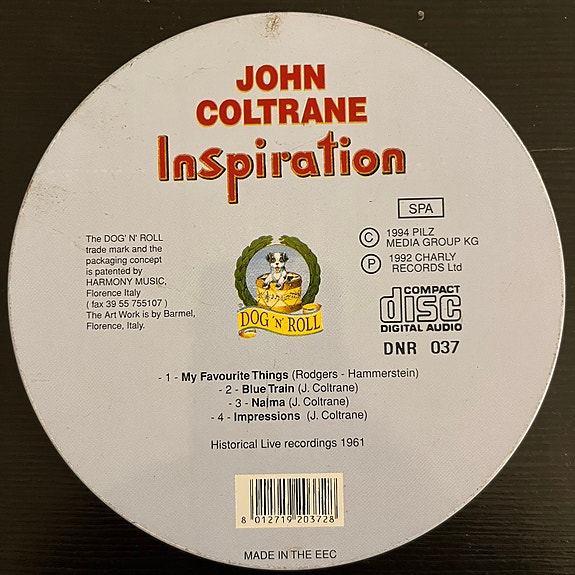 JOHN
COLTRANE
Inspiration
SPA
The DOG' N' ROLL
trade mark and the
packaging concept
is patented by
HARMONY MUSIC,
Florence Italy
( fax 39 55 755107 )
The Art Work is by Barmel,
Florence, Italy.
DOG 'N' ROLL
C 1994 PILZ
MEDIA GROUP KG
P 1992 CHARLY
RECORDS Ltd
COMPACT
disc
DIGITAL AUDIO
DNR 037
- 1 - My Favourite Things (Rodgers - Hammerstein)
- 2 - Blue Train (J. Coltrane)
- 3 - Na|ma (J. Coltrane)
- 4 - Impressions (J. Coltrane)
Historical Live recordings 1961
8 012719 203728
MADE IN THE EEC